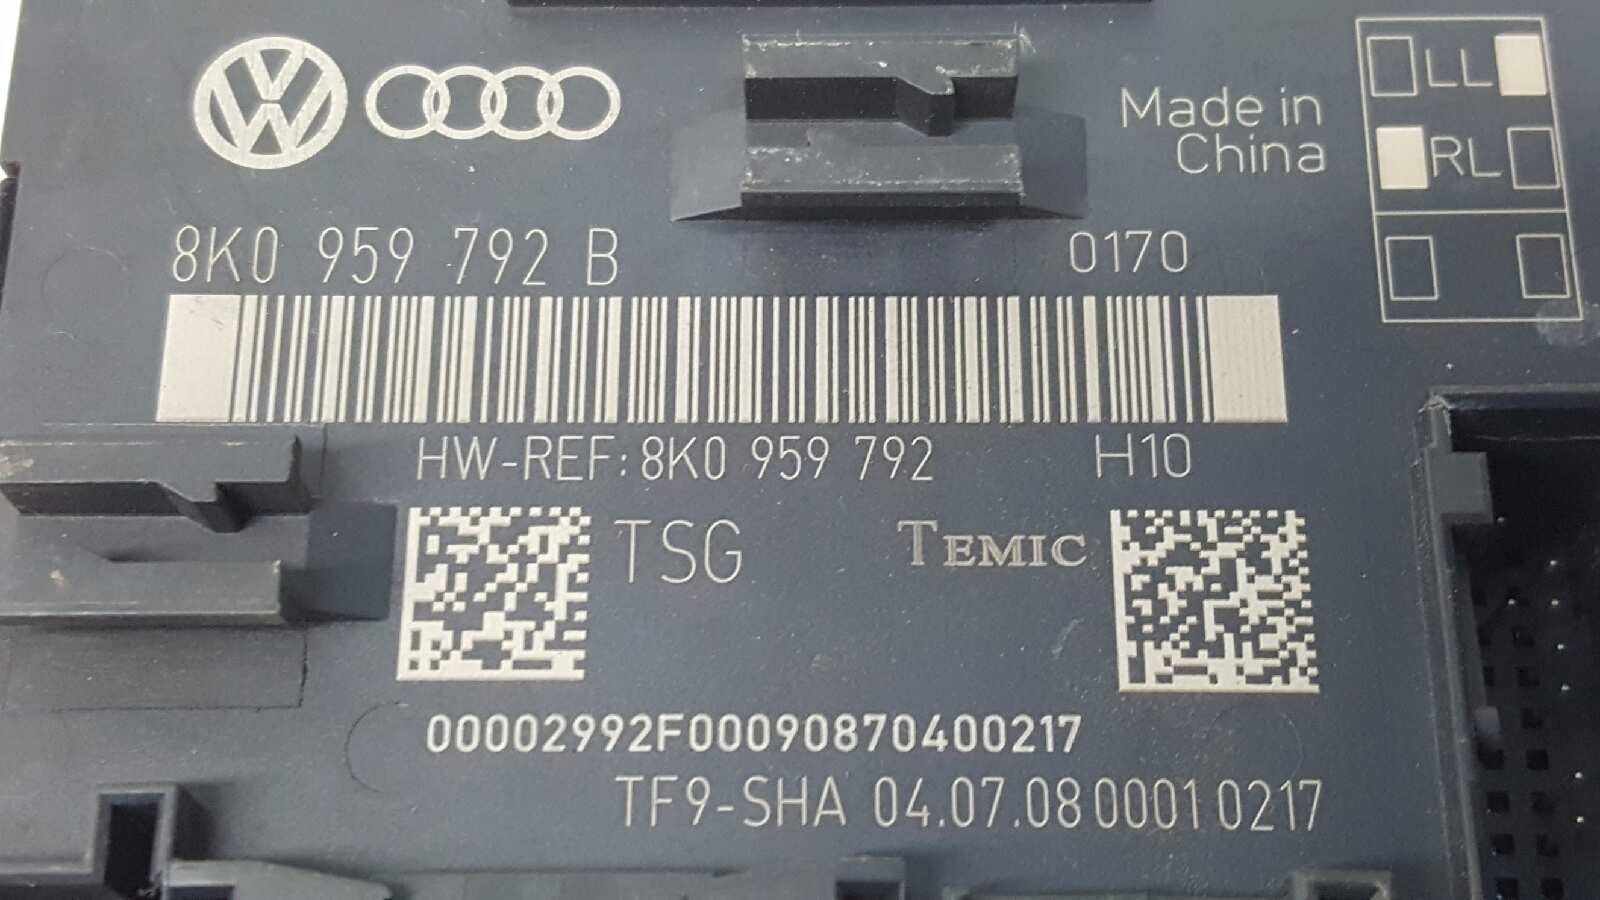 Made in
China
LL
RL
8K0 959 792 B 0170
HW-REF: 8K0 959 792 H10
TSG TEMIC
00002992F00090870400217
TF9-SHA 04.07.08 0001 0217